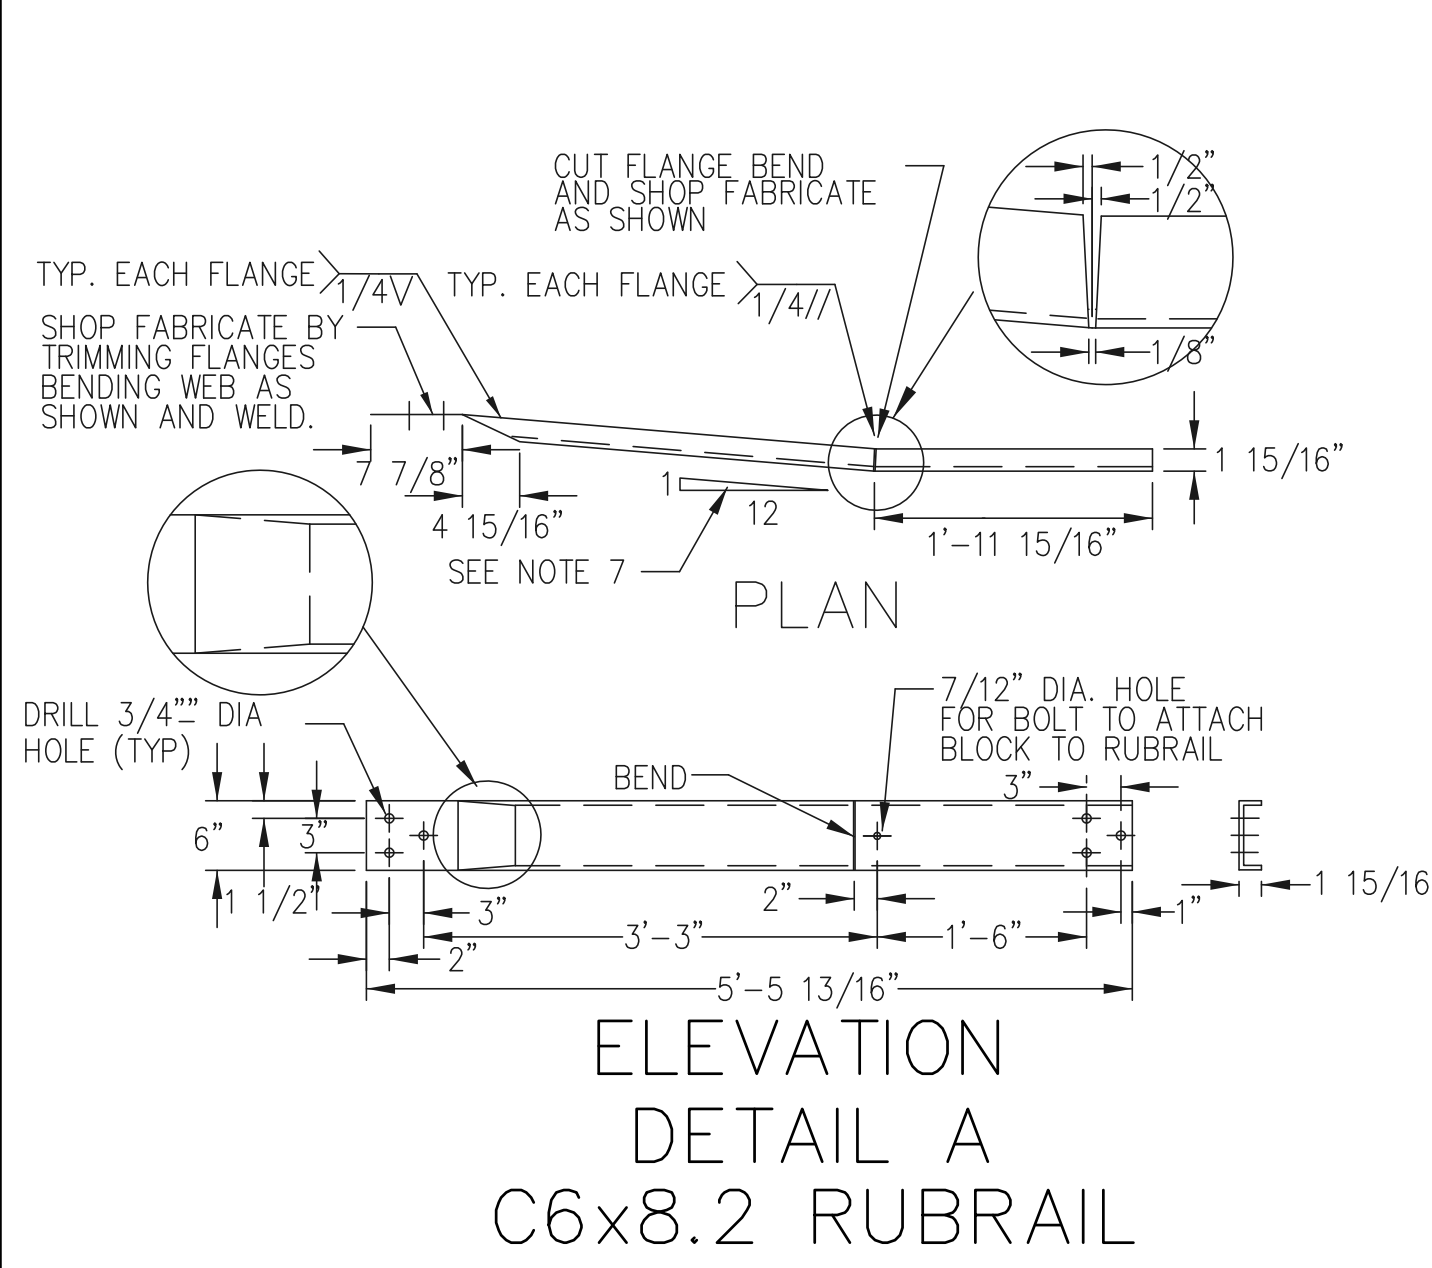 CUT FLANGE BEND
AND SHOP FABRICATE
AS SHOWN
1/2”
1/2”
1/8”
TYP. EACH FLANGE
1/4
TYP. EACH FLANGE
1/4//
SHOP FABRICATE BY
TRIMMING FLANGES
BENDING WEB AS
SHOWN AND WELD.
7 7/8”
4 15/16”
1
12
SEE NOTE 7
1 15/16”
1’–11 15/16”
PLAN
DRILL 3/4”” DIA
HOLE (TYP)
7/12” DIA. HOLE
FOR BOLT TO ATTACH
BLOCK TO RUBRAIL
BEND
3”
6”
3”
1 1/2”
3”
2”
2”
3’–3”
1’–6”
1”
1 15/16
5’–5 13/16”
ELEVATION
DETAIL A
C6x8.2 RUBRAIL